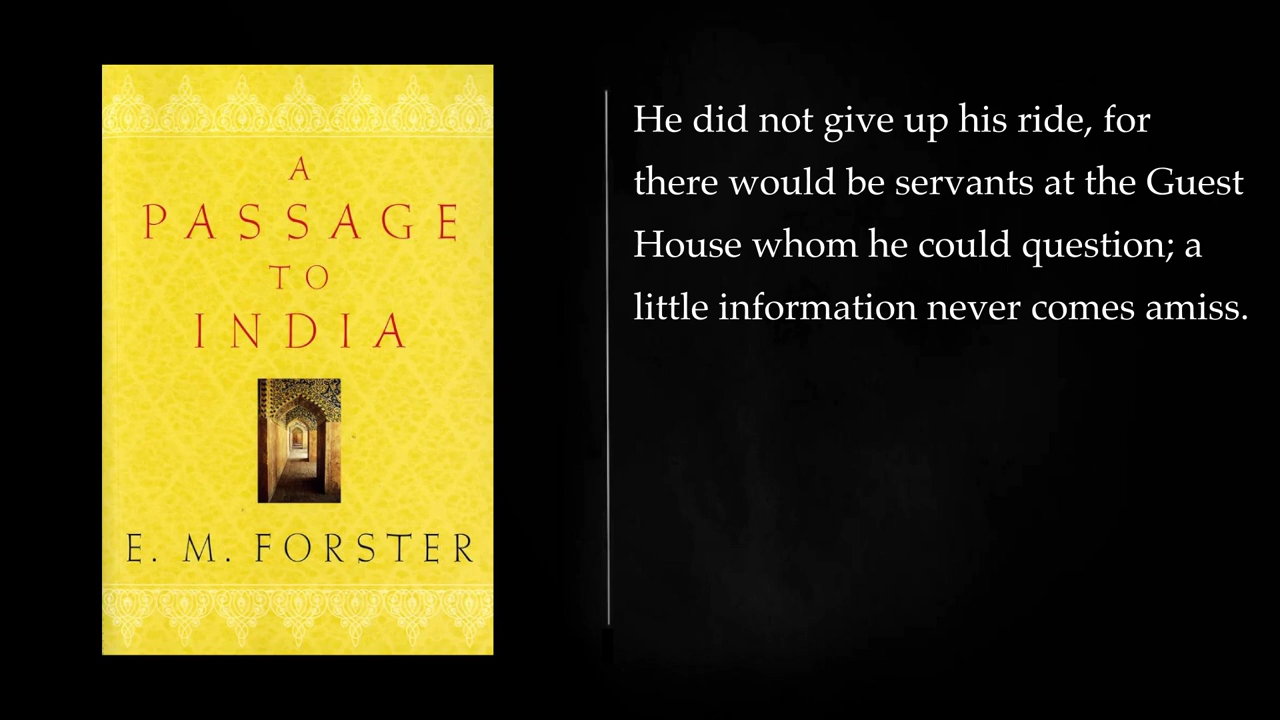 A
PASSAGE
TO
INDIA
E. M. FORSTER
He did not give up his ride, for
there would be servants at the Guest
House whom he could question; a
little information never comes amiss.